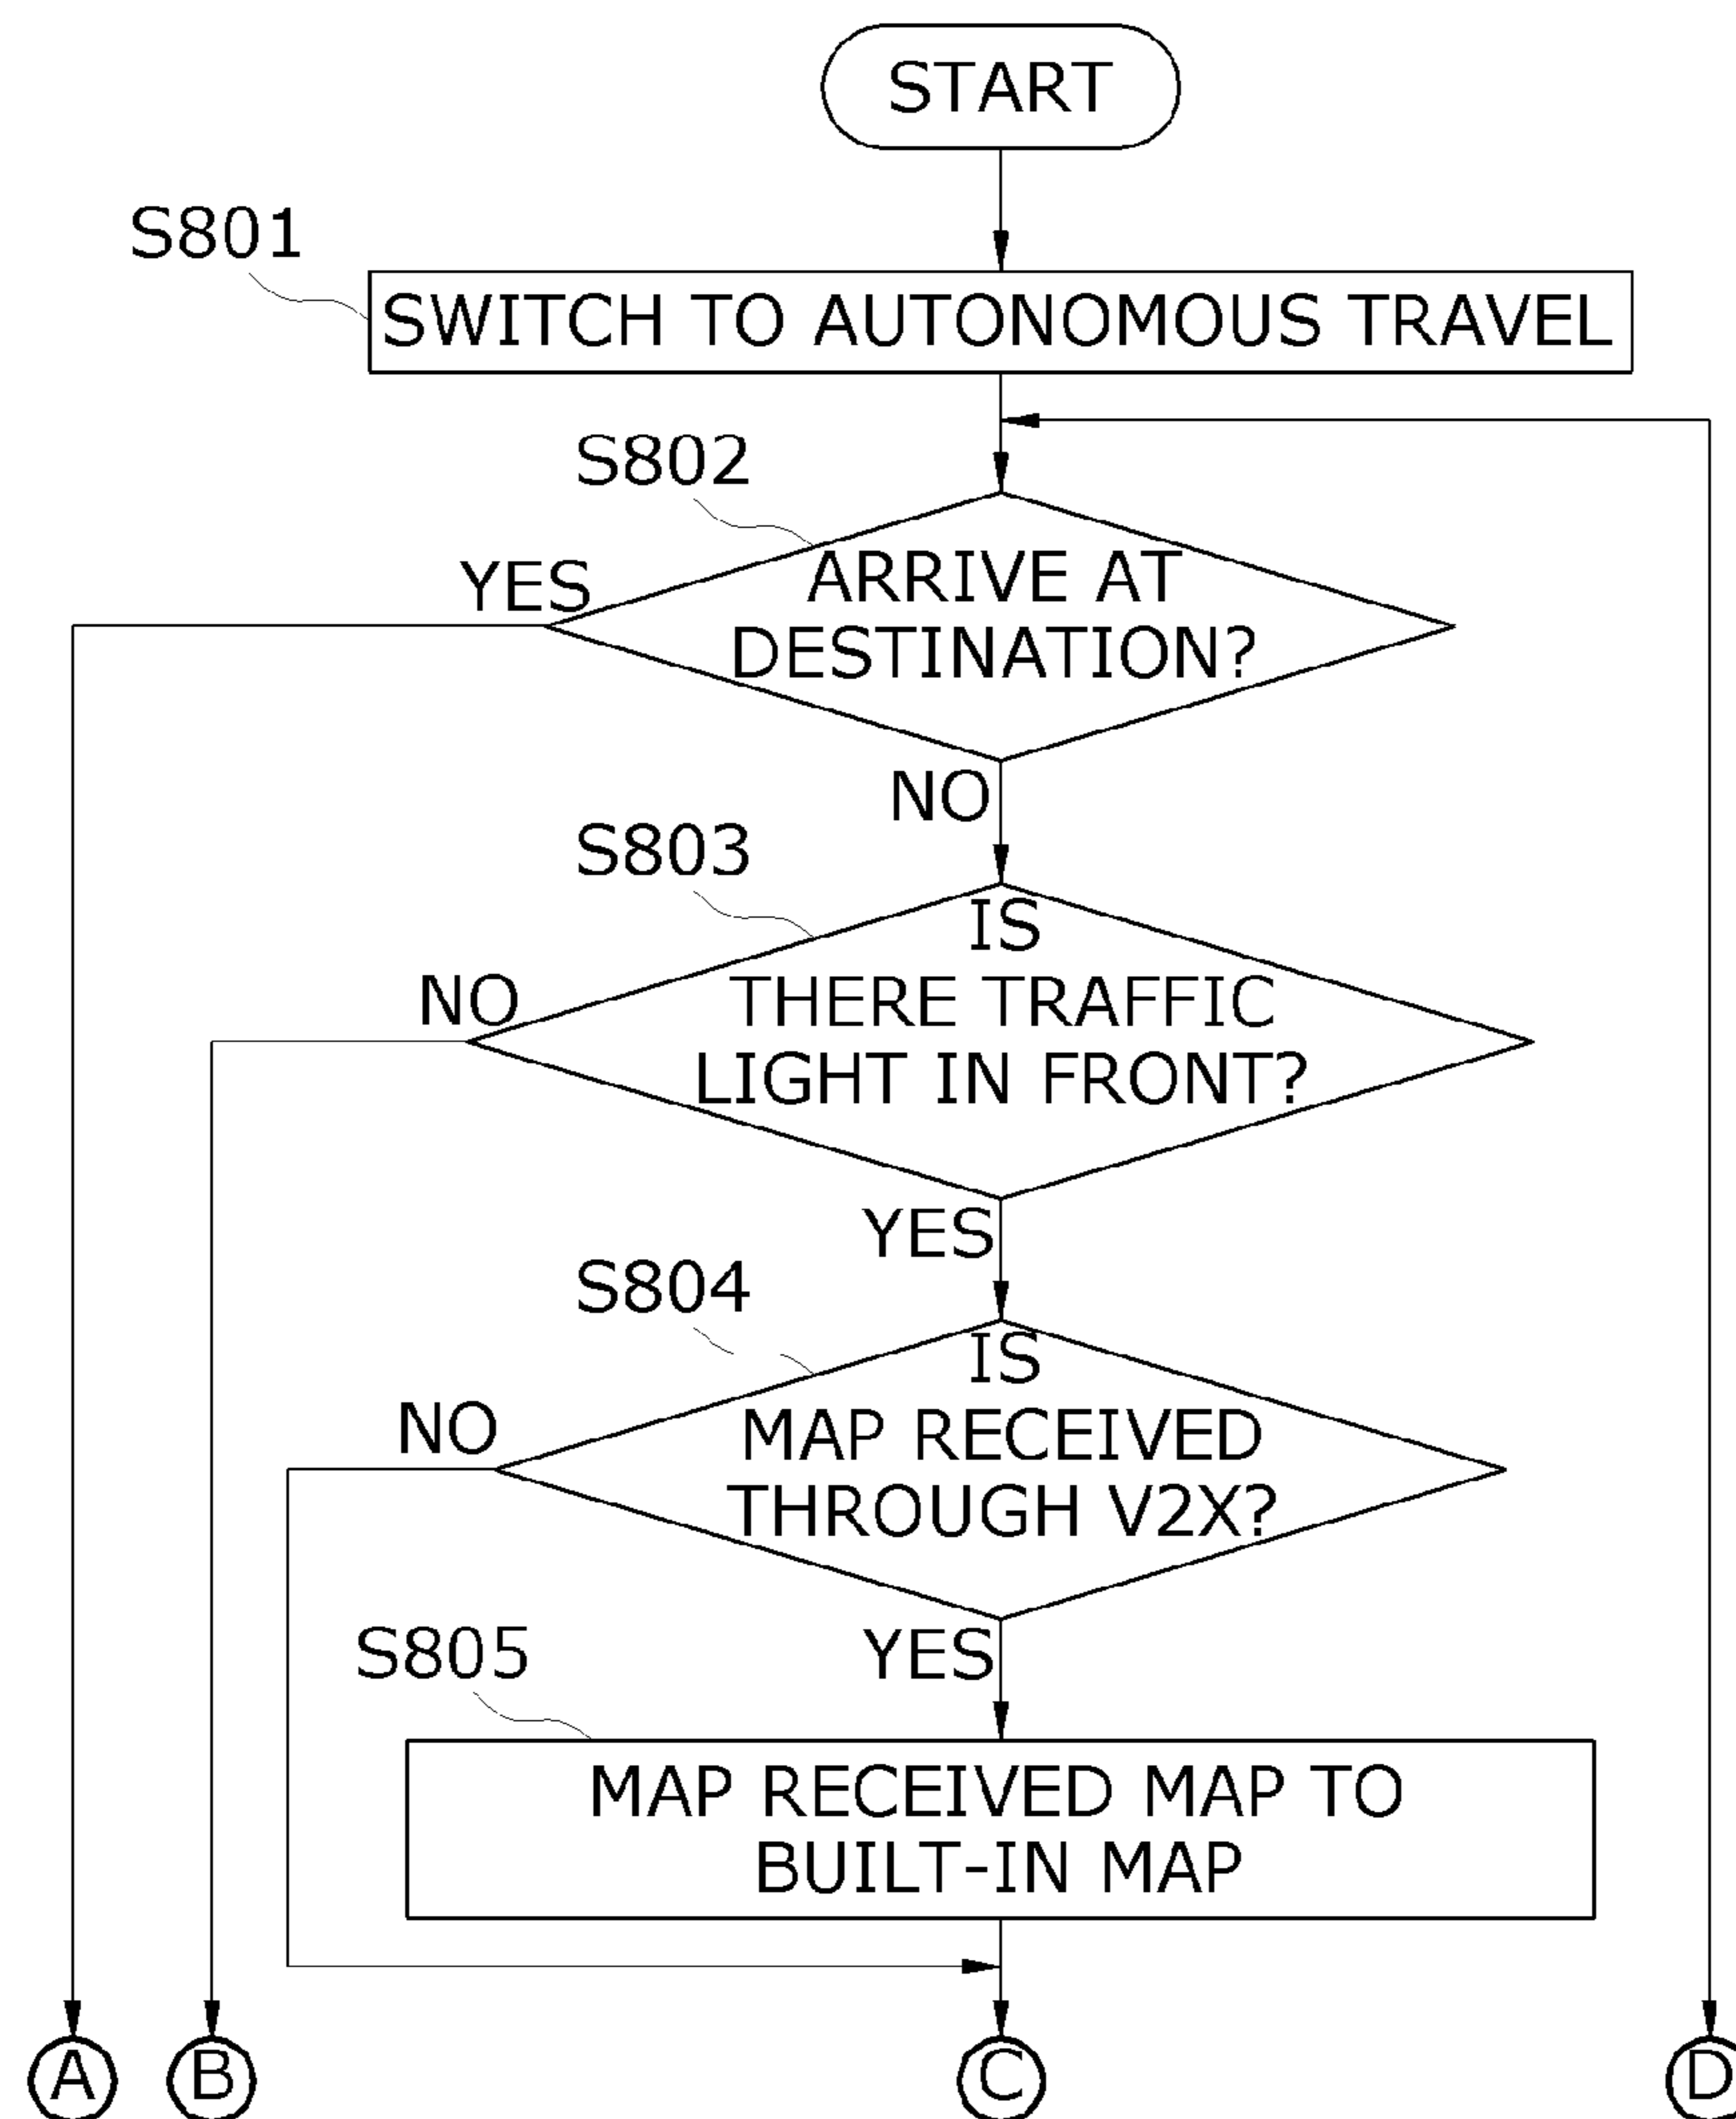 START
S801
SWITCH TO AUTONOMOUS TRAVEL
S802
YES
ARRIVE AT
DESTINATION?
NO
S803
IS
NO
THERE TRAFFIC
LIGHT IN FRONT?
YES
S804
IS
NO
MAP RECEIVED
THROUGH V2X?
YES
S805
MAP RECEIVED MAP TO
BUILT-IN MAP
A
B
C
D